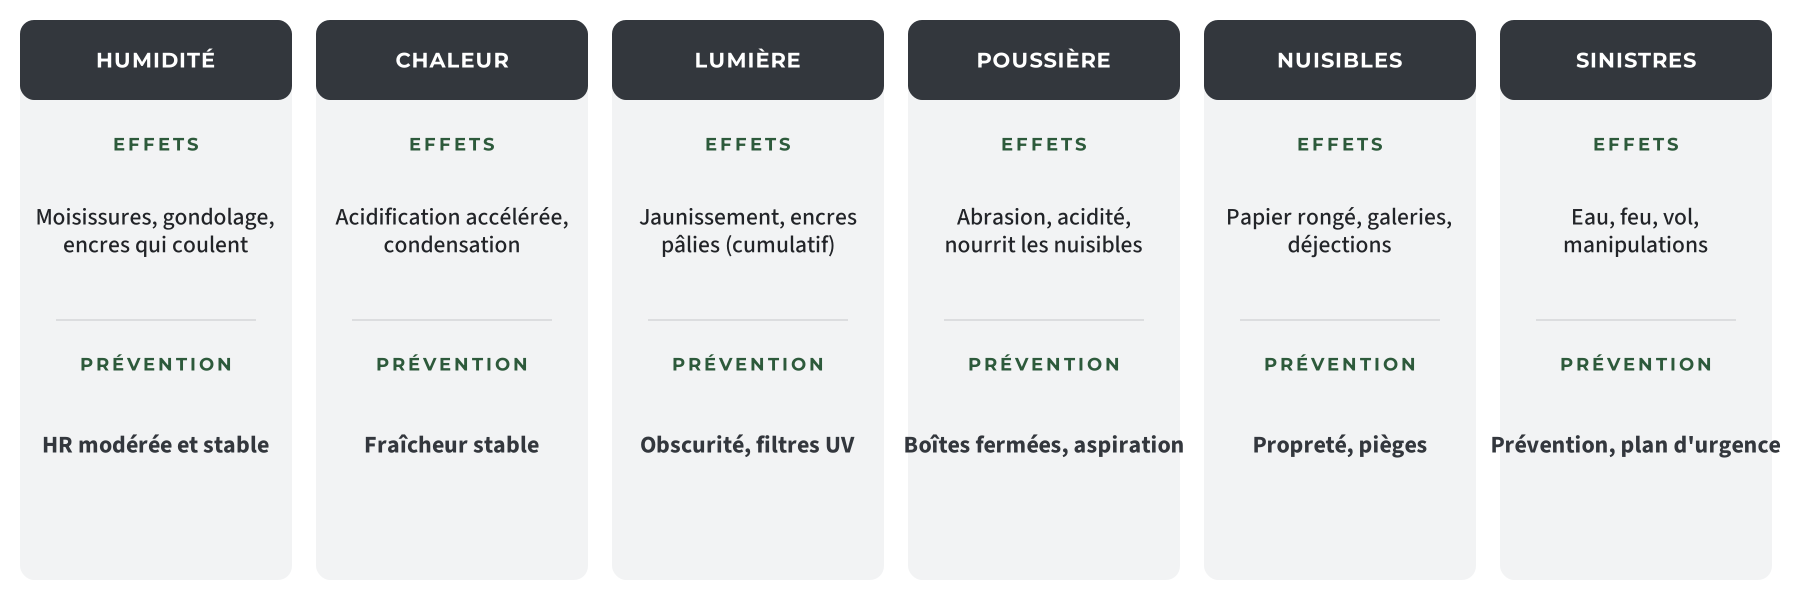 HUMIDITÉ
EFFETS
Moisissures, gondolage,
encres qui coulent
PRÉVENTION
HR modérée et stable
CHALEUR
EFFETS
Acidification accélérée,
condensation
PRÉVENTION
Fraîcheur stable
LUMIÈRE
EFFETS
Jaunissement, encres
pâlies (cumulatif)
PRÉVENTION
Obscurité, filtres UV
POUSSIÈRE
EFFETS
Abrasion, acidité,
nourrit les nuisibles
PRÉVENTION
Boîtes fermées, aspiration
NUISIBLES
EFFETS
Papier rongé, galeries,
déjections
PRÉVENTION
Propreté, pièges
SINISTRES
EFFETS
Eau, feu, vol,
manipulations
PRÉVENTION
Prévention, plan d'urgence